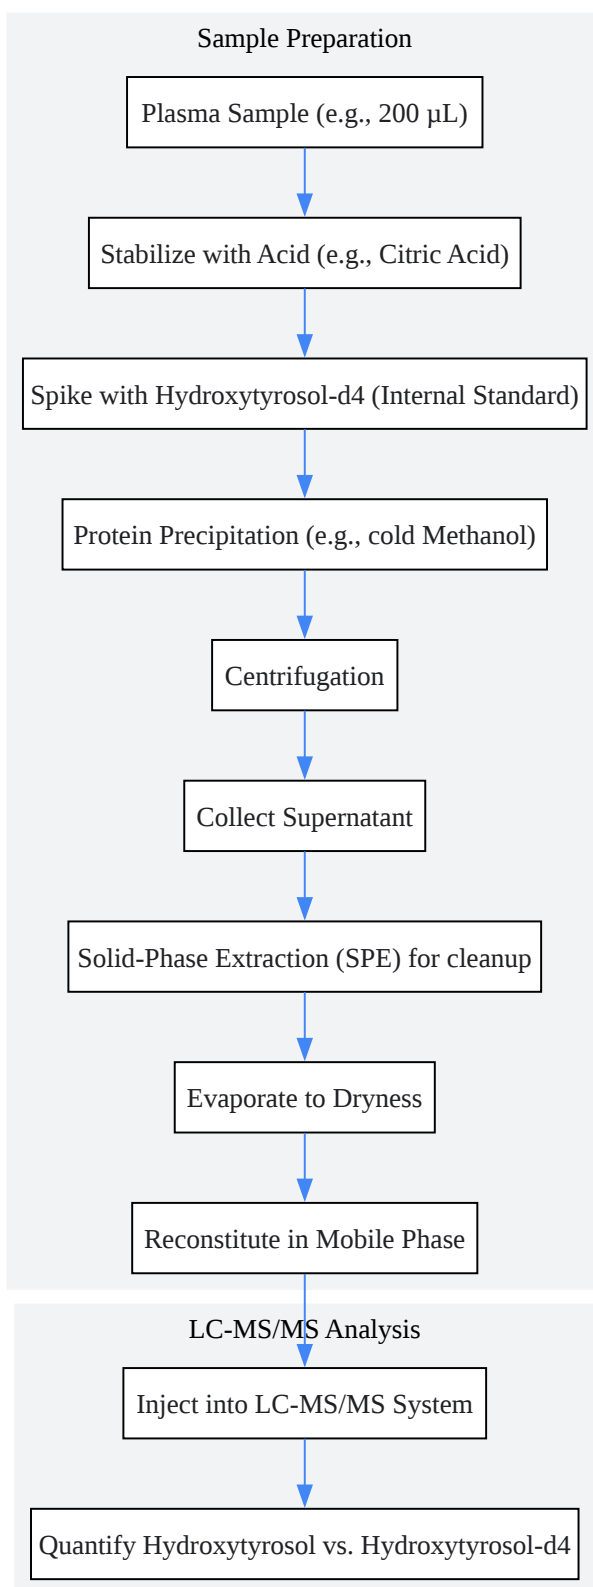 Sample Preparation
Plasma Sample (e.g., 200 µL)
Stabilize with Acid (e.g., Citric Acid)
Spike with Hydroxytyrosol-d4 (Internal Standard)
Protein Precipitation (e.g., cold Methanol)
Centrifugation
Collect Supernatant
Solid-Phase Extraction (SPE) for cleanup
Evaporate to Dryness
Reconstitute in Mobile Phase
LC-MS/MS Analysis
Inject into LC-MS/MS System
Quantify Hydroxytyrosol vs. Hydroxytyrosol-d4